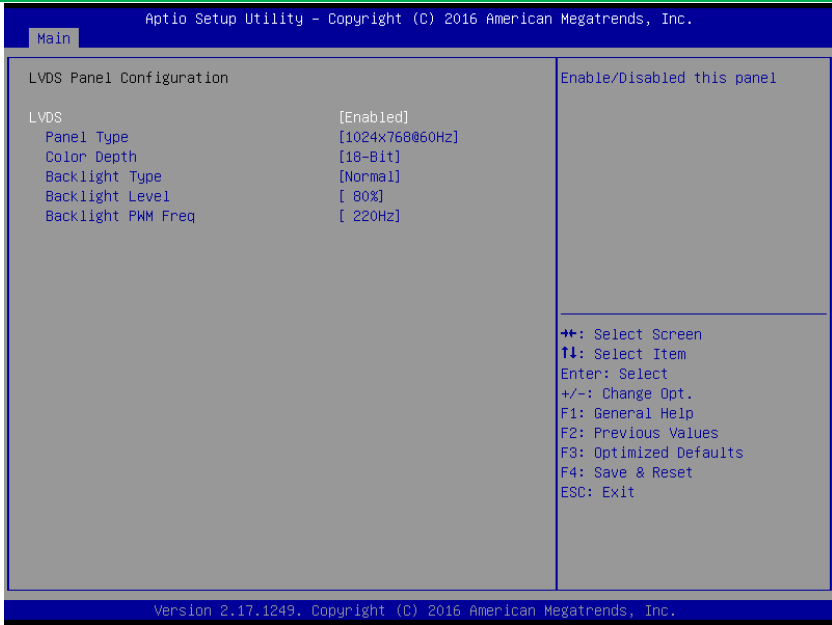 Aptio Setup Utility – Copyright (C) 2016 American Megatrends, Inc.
Main
LVDS Panel Configuration
LVDS [Enabled]
Panel Type [1024x768@60Hz]
Color Depth [18-Bit]
Backlight Type [Normal]
Backlight Level [ 80%]
Backlight PWM Freq [ 220Hz]
Enable/Disabled this panel
→←: Select Screen
↑↓: Select Item
Enter: Select
+/-: Change Opt.
F1: General Help
F2: Previous Values
F3: Optimized Defaults
F4: Save & Reset
ESC: Exit
Version 2.17.1249. Copyright (C) 2016 American Megatrends, Inc.